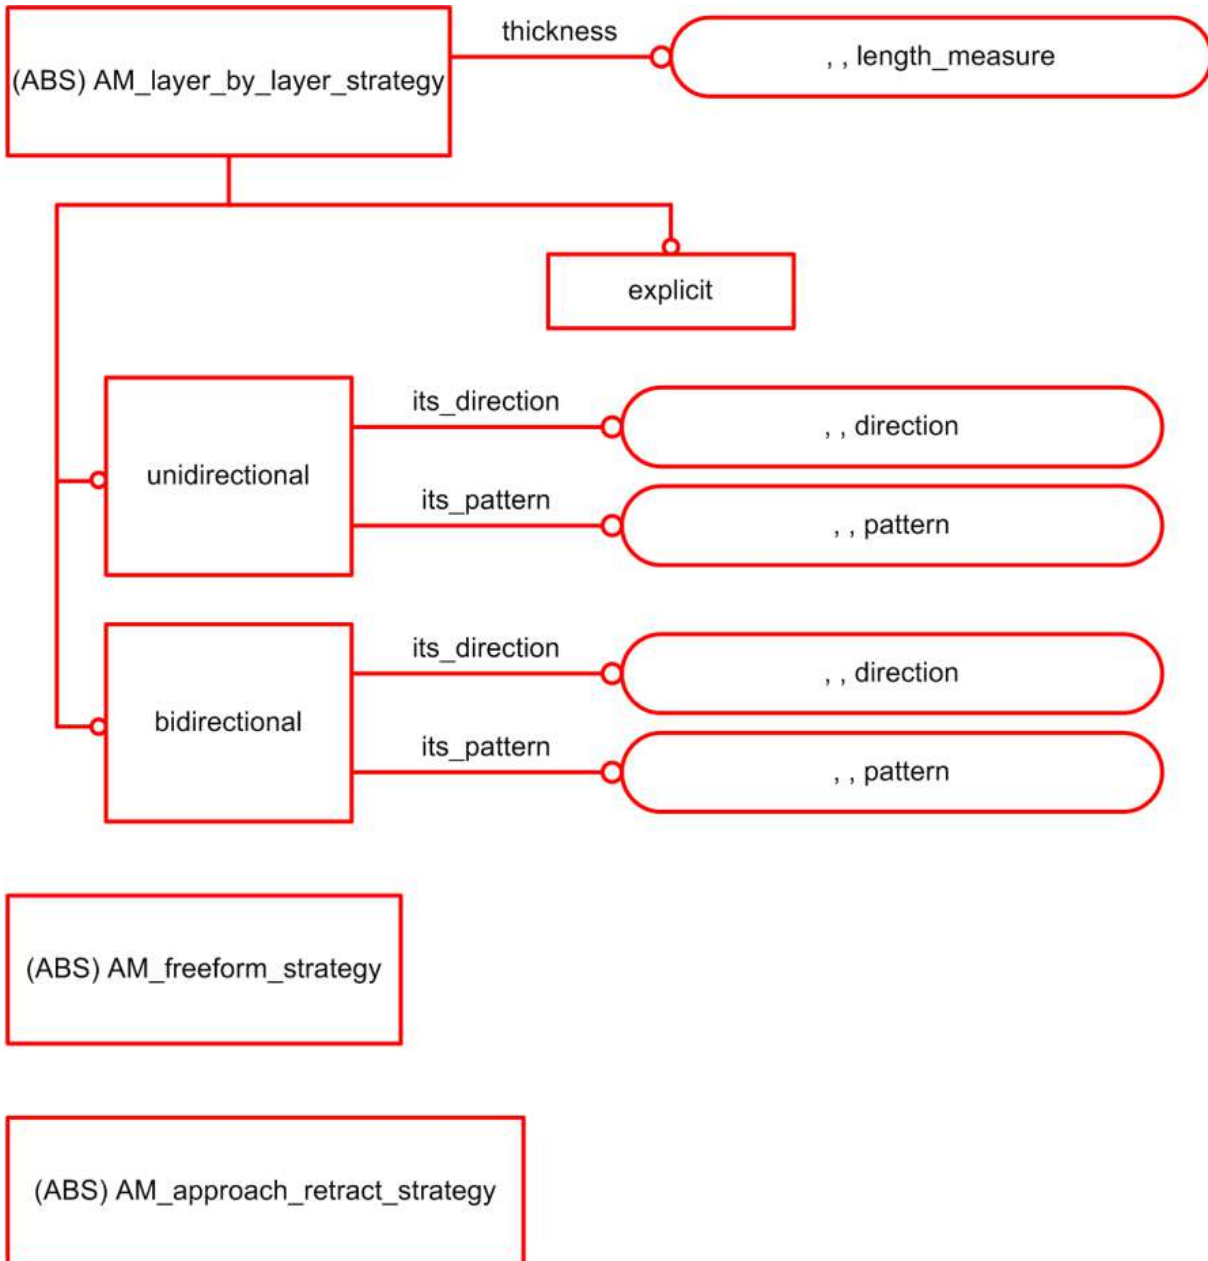 thickness
(ABS) AM_layer_by_layer_strategy
, , length_measure
explicit
its_direction
, , direction
unidirectional
its_pattern
, , pattern
its_direction
, , direction
bidirectional
its_pattern
, , pattern
(ABS) AM_freeform_strategy
(ABS) AM_approach_retract_strategy